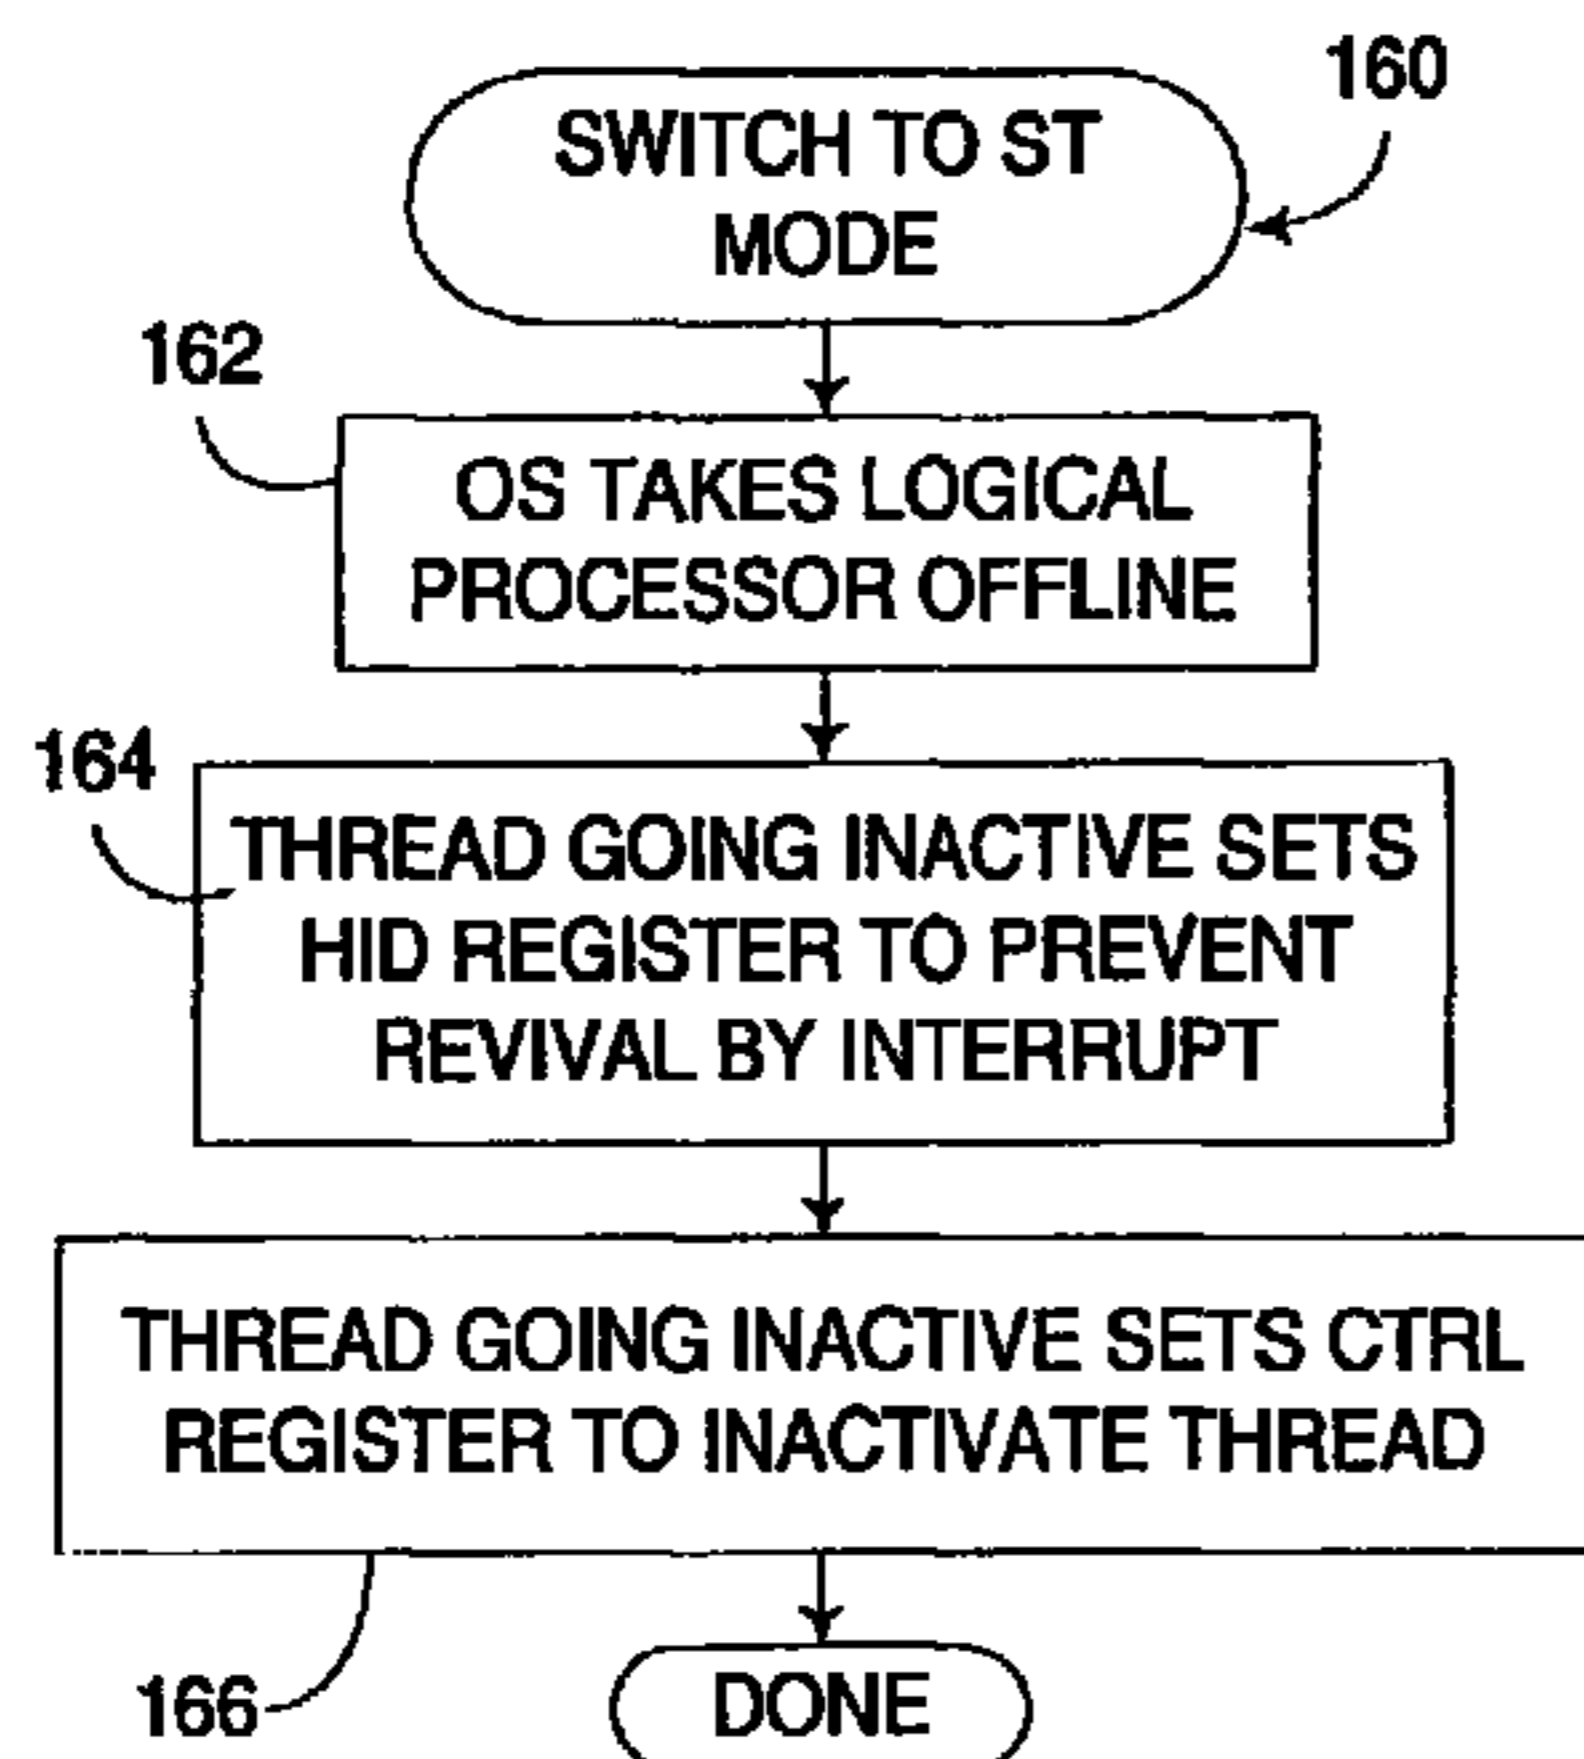 160
SWITCH TO ST
MODE
162
OS TAKES LOGICAL
PROCESSOR OFFLINE
164
THREAD GOING INACTIVE SETS
HID REGISTER TO PREVENT
REVIVAL BY INTERRUPT
THREAD GOING INACTIVE SETS CTRL
REGISTER TO INACTIVATE THREAD
166
DONE